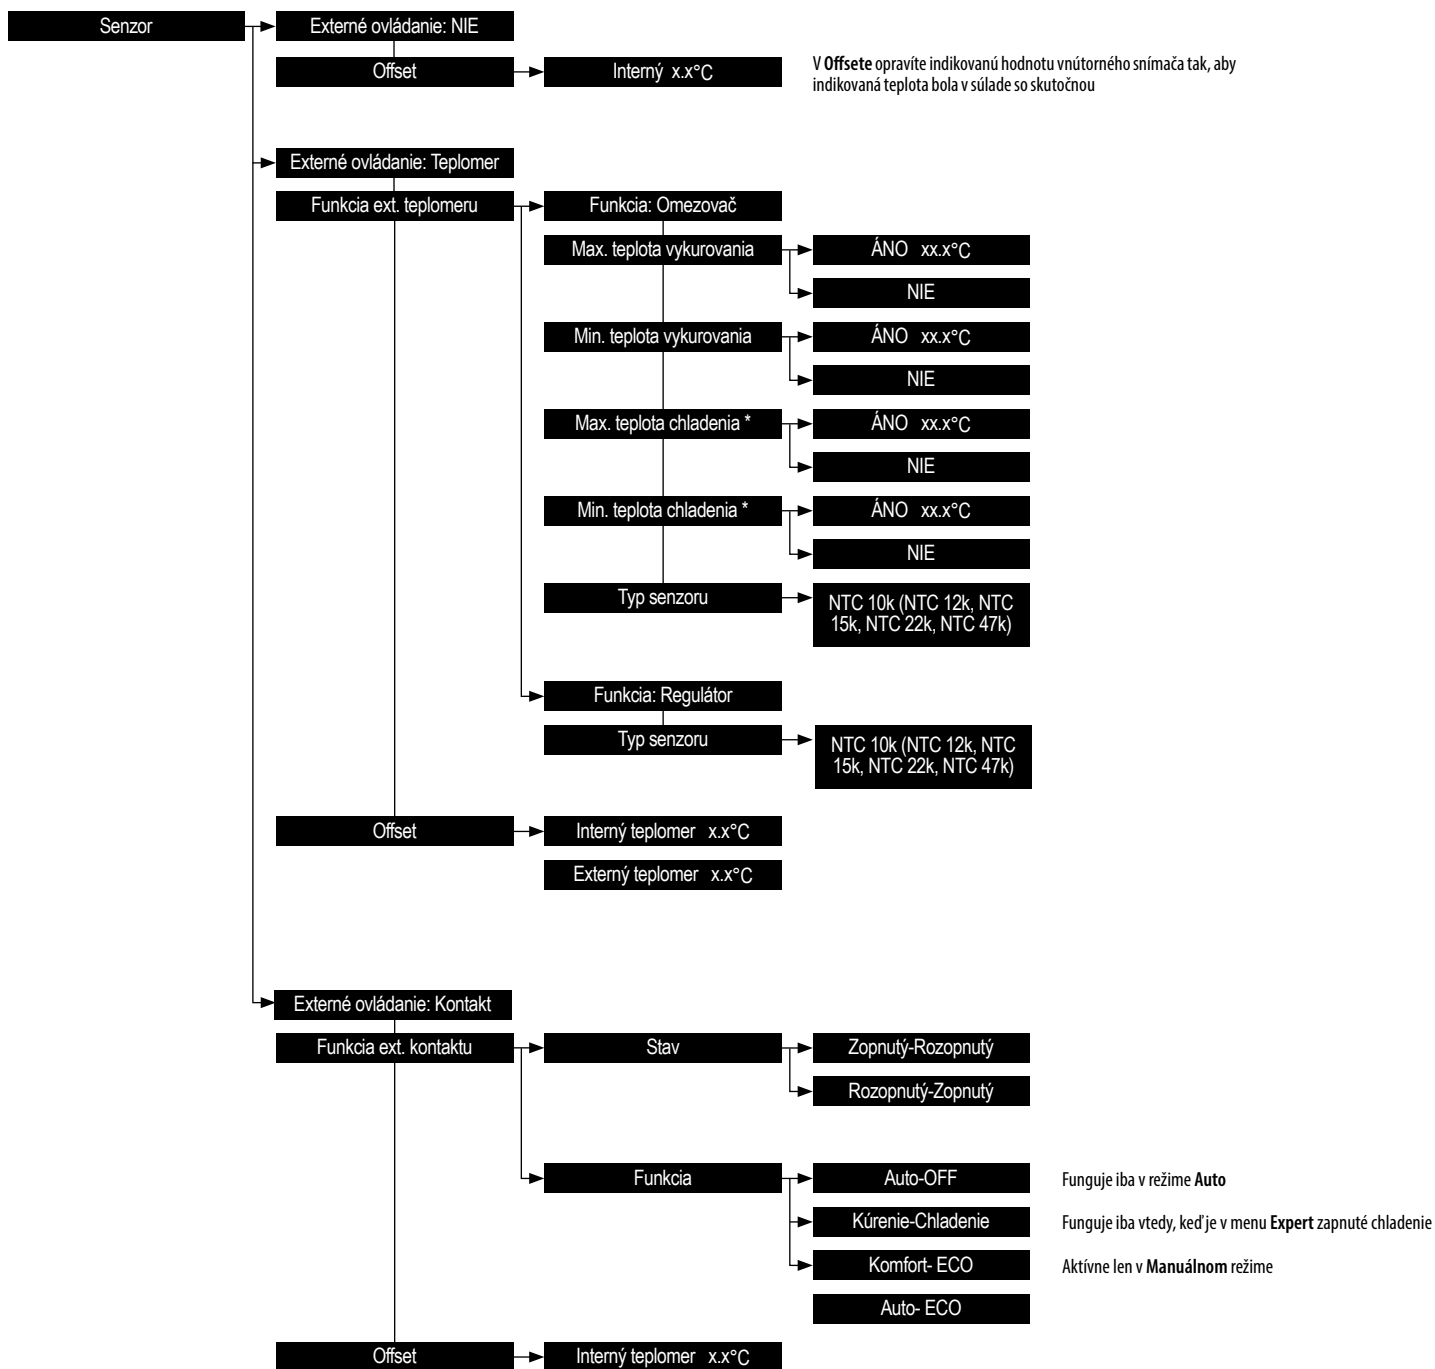 Senzor
Externé ovládanie: NIE
Offset
Interný x.x°C
V Offsete opravíte indikovanú hodnotu vnútorného snímača tak, aby
indikovaná teplota bola v súlade so skutočnou
Externé ovládanie: Teplomer
Funkcia ext. teplomeru
Funkcia: Omezovač
Max. teplota vykurovania
ÁNO xx.x°C
NIE
Min. teplota vykurovania
ÁNO xx.x°C
NIE
Max. teplota chladenia *
ÁNO xx.x°C
NIE
Min. teplota chladenia *
ÁNO xx.x°C
NIE
Typ senzoru
NTC 10k (NTC 12k, NTC
15k, NTC 22k, NTC 47k)
Funkcia: Regulátor
Typ senzoru
NTC 10k (NTC 12k, NTC
15k, NTC 22k, NTC 47k)
Offset
Interný teplomer x.x°C
Externý teplomer x.x°C
Externé ovládanie: Kontakt
Funkcia ext. kontaktu
Stav
Zopnutý-Rozopnutý
Rozopnutý-Zopnutý
Funkcia
Auto-OFF
Funguje iba v režime Auto
Kúrenie-Chladenie
Funguje iba vtedy, keď je v menu Expert zapnuté chladenie
Komfort- ECO
Aktívne len v Manuálnom režime
Auto- ECO
Offset
Interný teplomer x.x°C